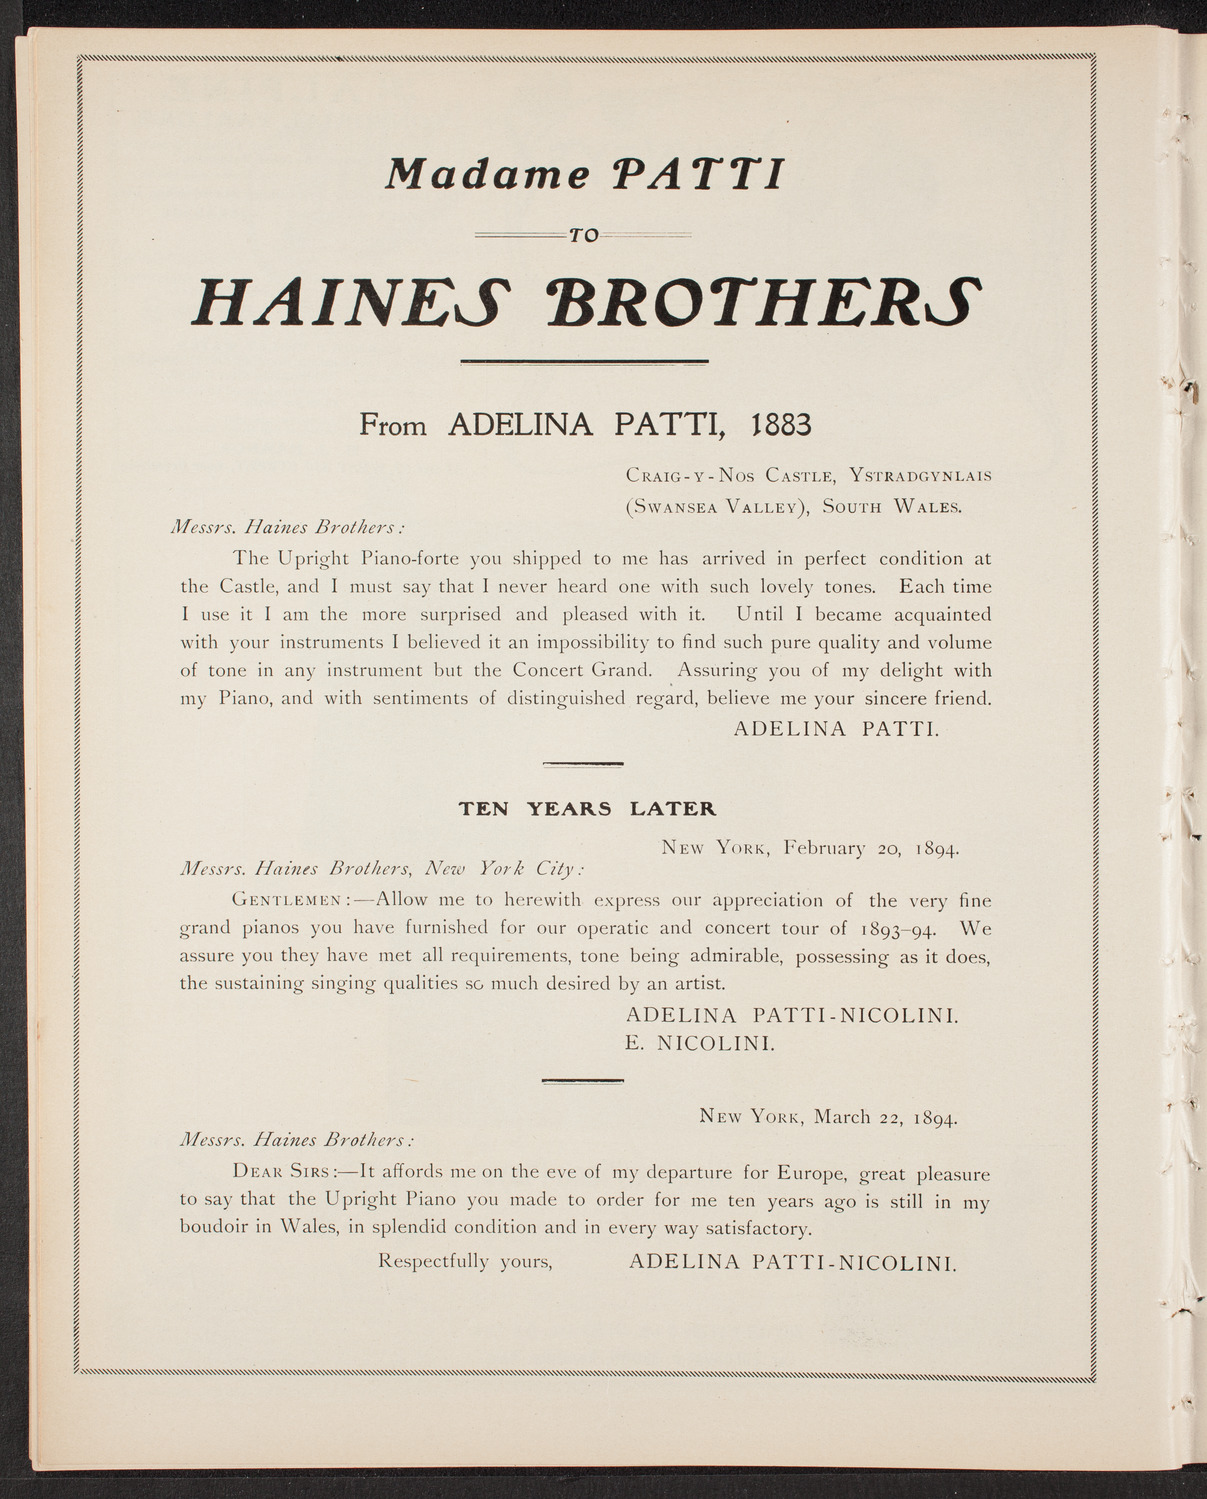 Madame PATTI
TO
HAINES BROTHERS
From ADELINA PATTI, 1883
CRAIG-Y-NOS CASTLE, YSTRADGYNLAIS
(SWANSEA VALLEY), SOUTH WALES.
Messrs. Haines Brothers:
The Upright Piano-forte you shipped to me has arrived in perfect condition at
the Castle, and I must say that I never heard one with such lovely tones. Each time
I use it I am the more surprised and pleased with it. Until I became acquainted
with your instruments I believed it an impossibility to find such pure quality and volume
of tone in any instrument but the Concert Grand. Assuring you of my delight with
my Piano, and with sentiments of distinguished regard, believe me your sincere friend.
ADELINA PATTI.
TEN YEARS LATER
NEW YORK, February 20, 1894.
Messrs. Haines Brothers, New York City:
GENTLEMEN:—Allow me to herewith express our appreciation of the very fine
grand pianos you have furnished for our operatic and concert tour of 1893–94. We
assure you they have met all requirements, tone being admirable, possessing as it does,
the sustaining singing qualities so much desired by an artist.
ADELINA PATTI-NICOLINI.
E. NICOLINI.
NEW YORK, March 22, 1894.
Messrs. Haines Brothers:
DEAR SIRS:—It affords me on the eve of my departure for Europe, great pleasure
to say that the Upright Piano you made to order for me ten years ago is still in my
boudoir in Wales, in splendid condition and in every way satisfactory.
Respectfully yours, ADELINA PATTI-NICOLINI.